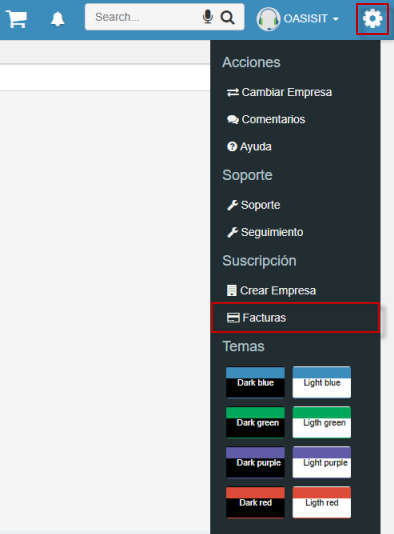 Search... OASISIT
Acciones
Cambiar Empresa
Comentarios
Ayuda
Soporte
Soporte
Seguimiento
Suscripción
Crear Empresa
Facturas
Temas
Dark blue Light blue
Dark green Ligth green
Dark purple Light purple
Dark red Ligth red